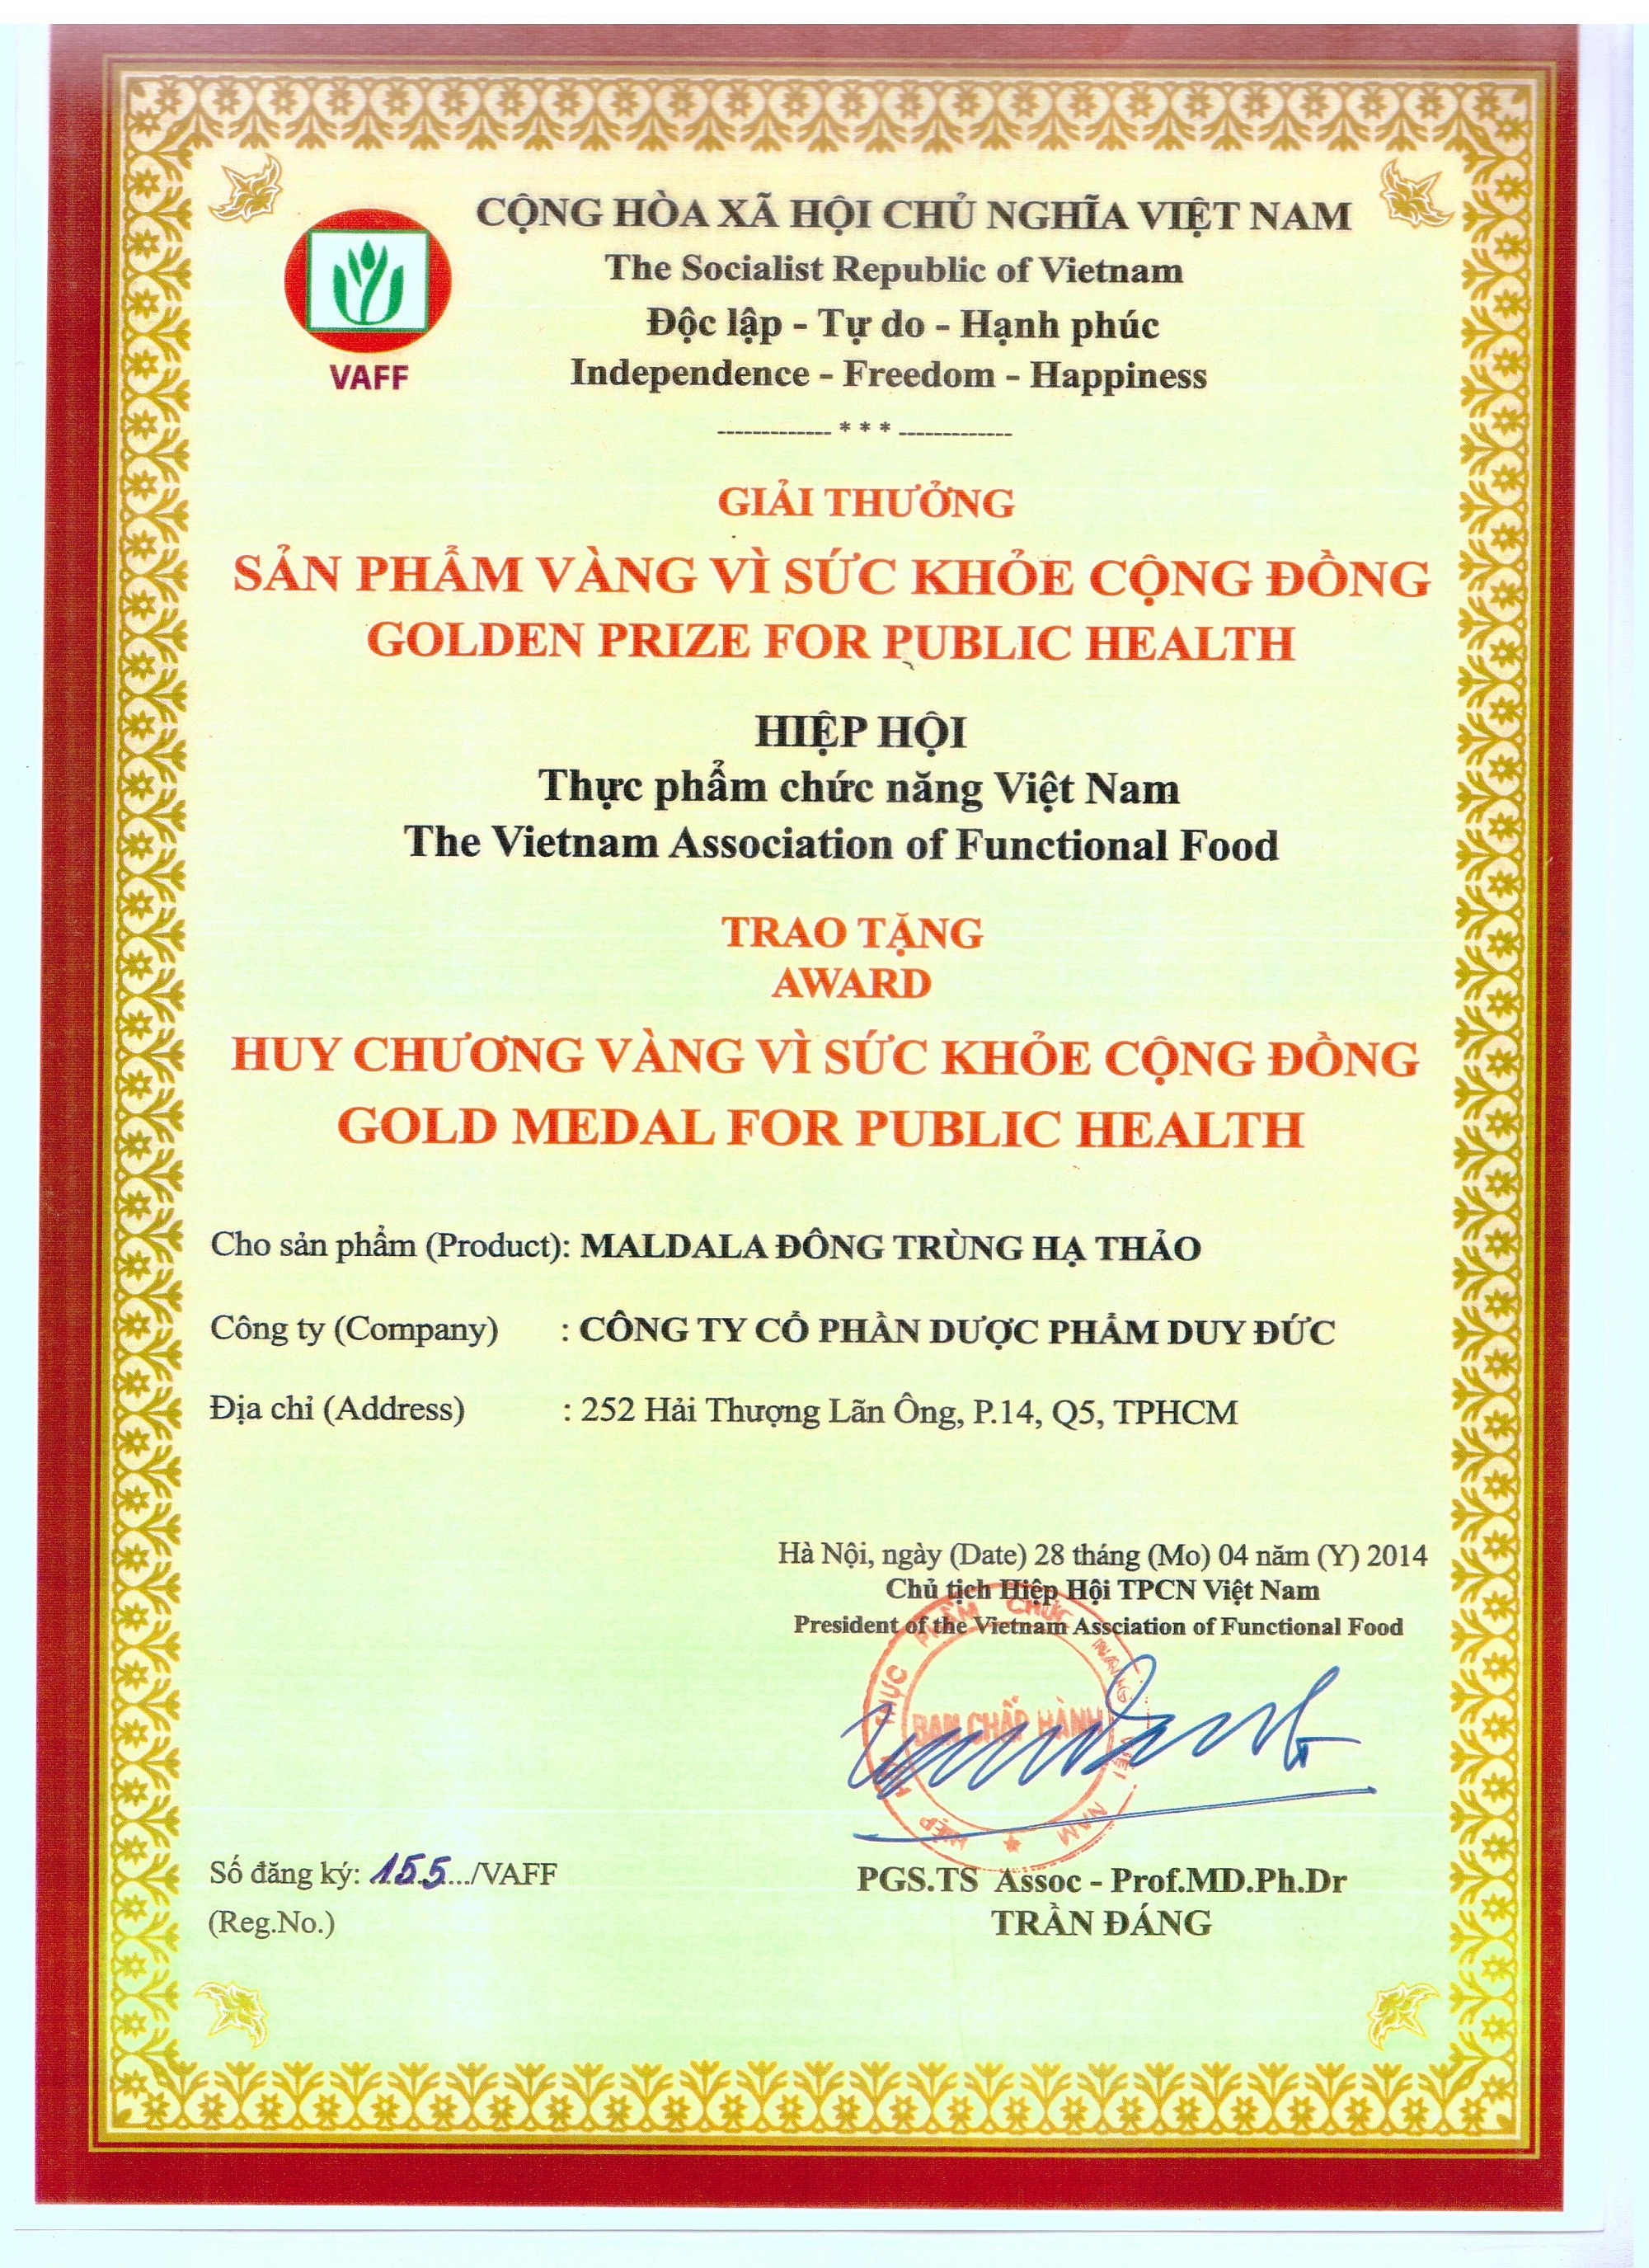 CỘNG HÒA XÃ HỘI CHỦ NGHĨA VIỆT NAM
The Socialist Republic of Vietnam
Độc lập - Tự do - Hạnh phúc
Independence - Freedom - Happiness
VAFF
------------- * * * -------------
GIẢI THƯỞNG
SẢN PHẨM VÀNG VÌ SỨC KHỎE CỘNG ĐỒNG
GOLDEN PRIZE FOR PUBLIC HEALTH
HIỆP HỘI
Thực phẩm chức năng Việt Nam
The Vietnam Association of Functional Food
TRAO TẶNG
AWARD
HUY CHƯƠNG VÀNG VÌ SỨC KHỎE CỘNG ĐỒNG
GOLD MEDAL FOR PUBLIC HEALTH
Cho sản phẩm (Product): MALDALA ĐÔNG TRÙNG HẠ THẢO
Công ty (Company) : CÔNG TY CỔ PHẦN DƯỢC PHẨM DUY ĐỨC
Địa chỉ (Address) : 252 Hải Thượng Lãn Ông, P.14, Q5, TPHCM
Hà Nội, ngày (Date) 28 tháng (Mo) 04 năm (Y) 2014
Chủ tịch Hiệp Hội TPCN Việt Nam
President of the Vietnam Assciation of Functional Food
HIỆP HỘI THỰC PHẨM CHỨC NĂNG VIỆT NAM
BAN CHẤP HÀNH
Số đăng ký: 155.../VAFF
(Reg.No.)
PGS.TS Assoc - Prof.MD.Ph.Dr
TRẦN ĐÁNG